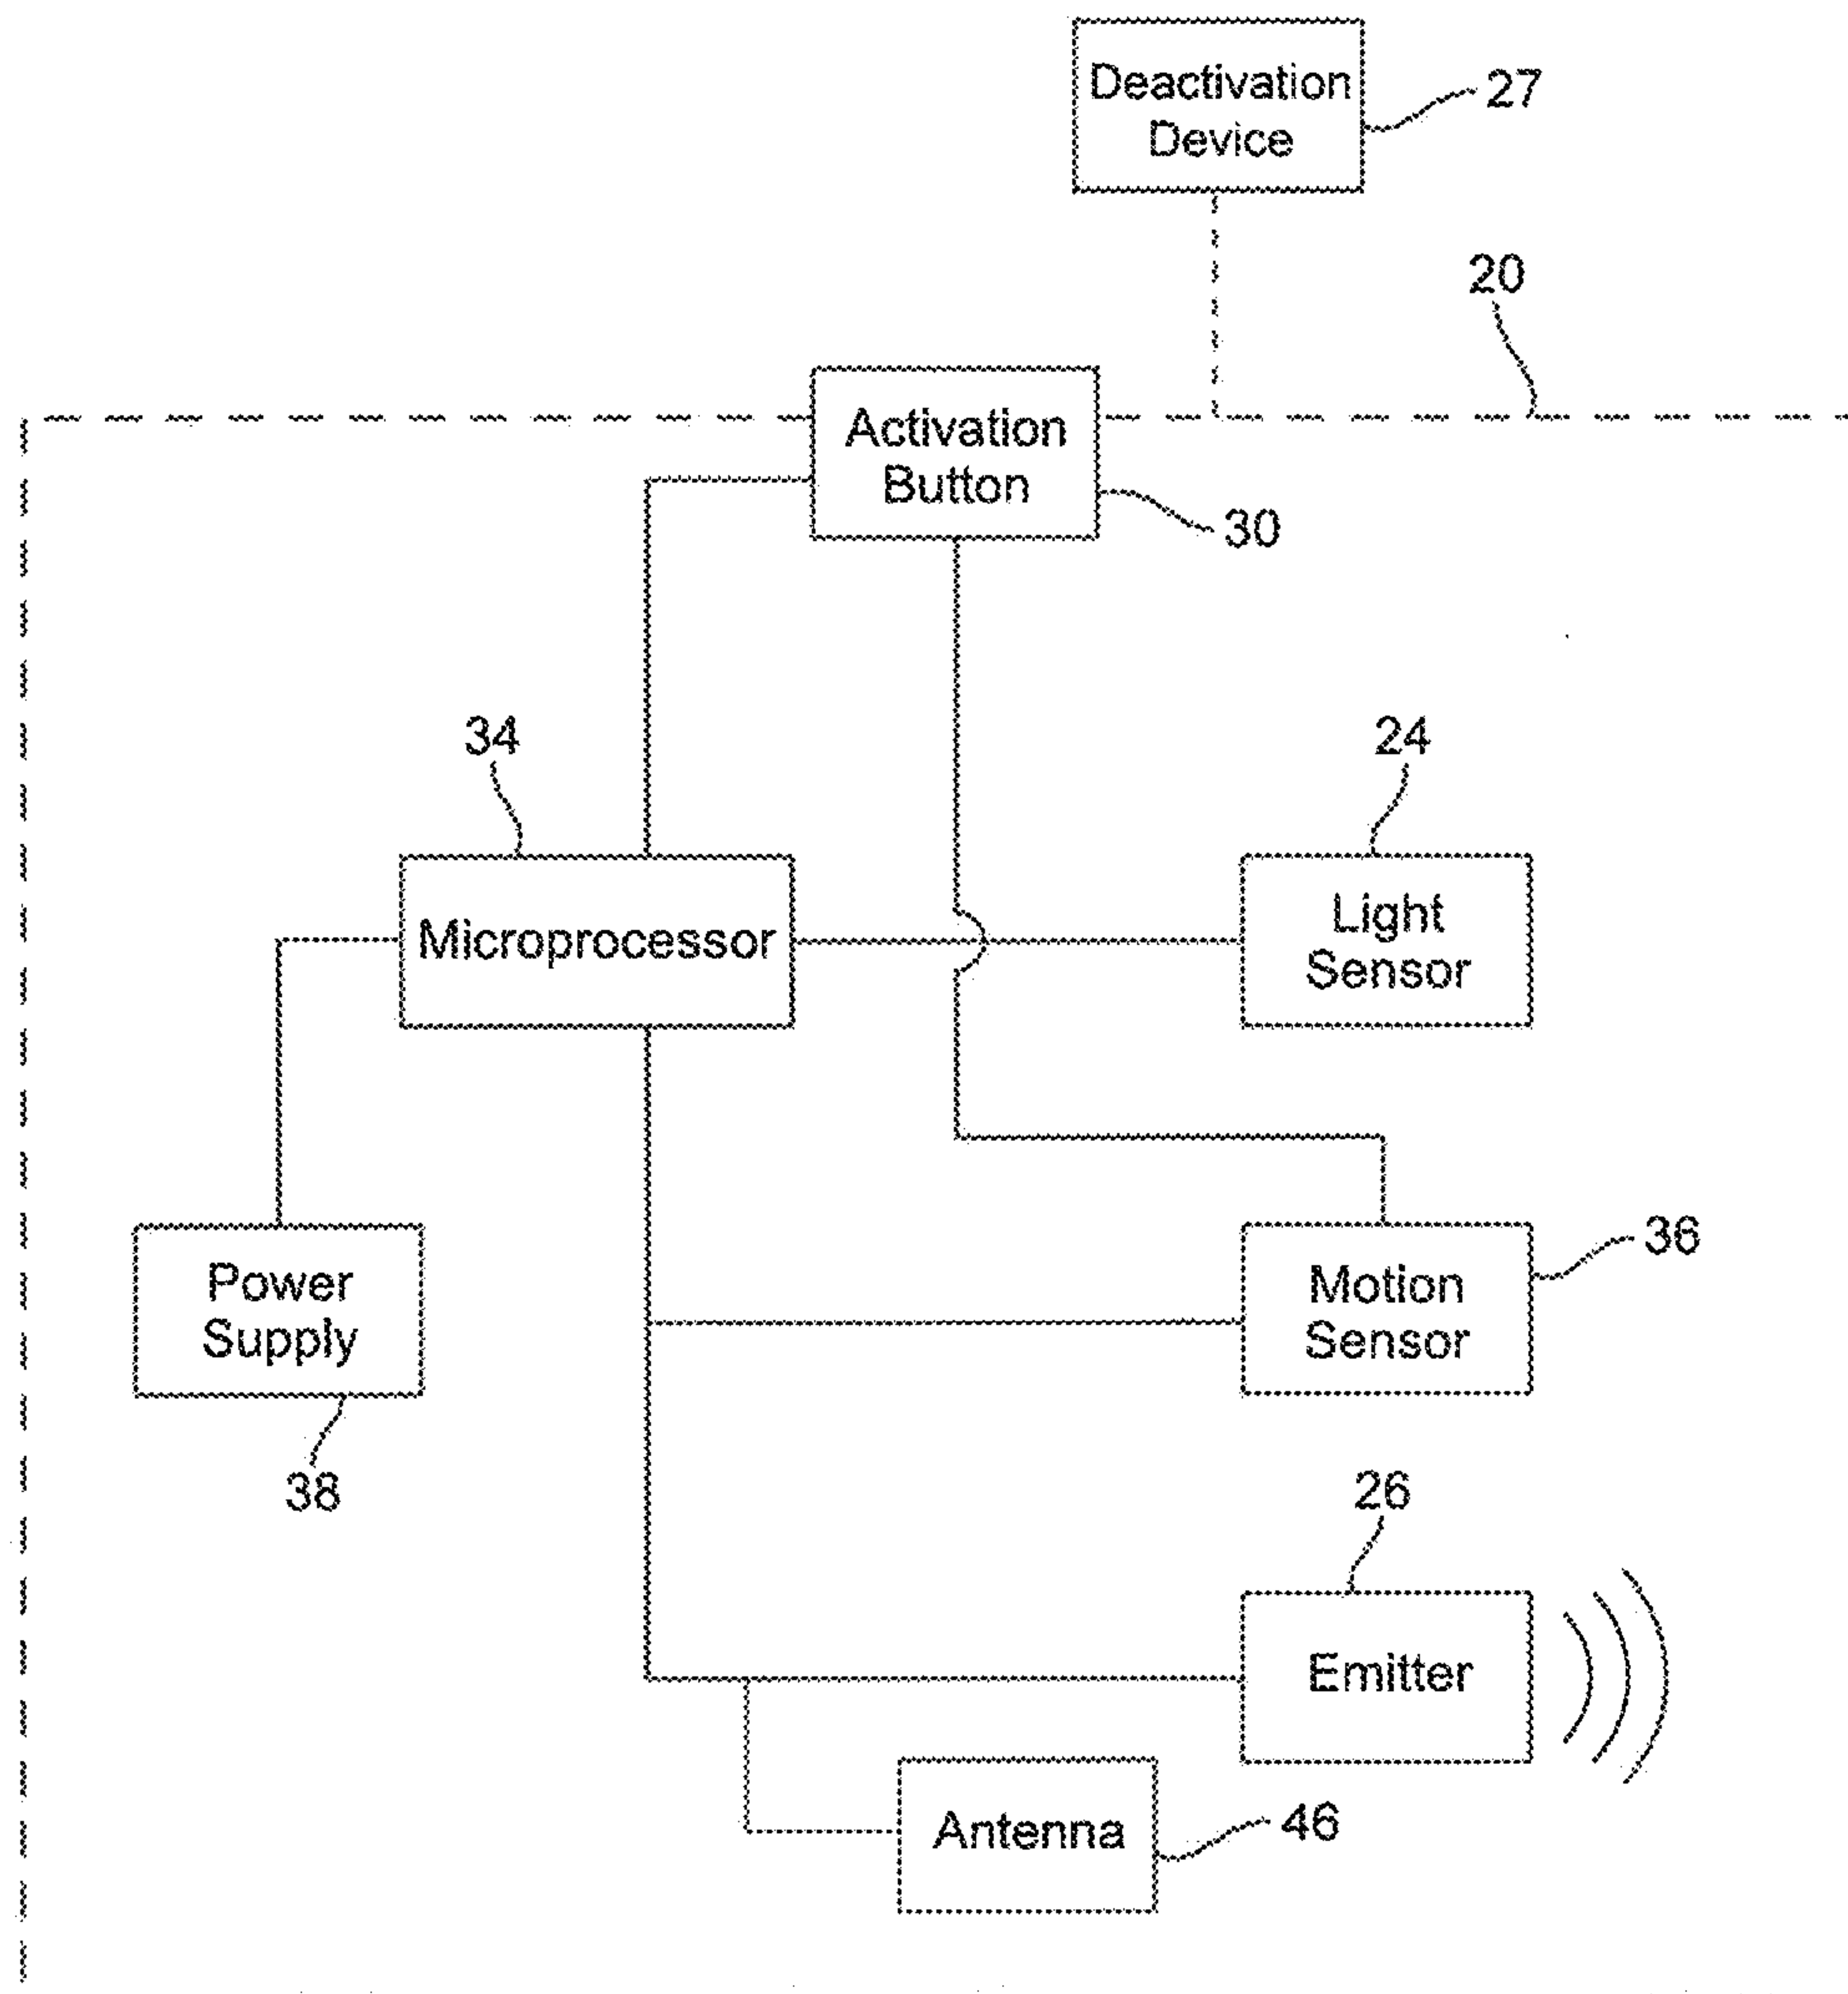 Deactivation
Device
27
20
Activation
Button
30
34
24
Microprocessor
Light
Sensor
Power
Supply
38
Motion
Sensor
36
26
Emitter
Antenna
46